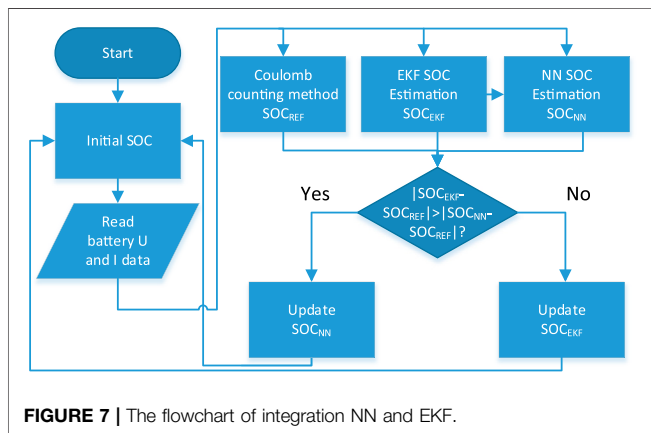 Start
Initial SOC
Read
battery U
and I data
Coulomb
counting method
SOCREF
EKF SOC
Estimation
SOCEKF
NN SOC
Estimation
SOCNN
|SOCEKF-
SOCREF|>|SOCNN-
SOCREF|?
Yes
No
Update
SOCNN
Update
SOCEKF
FIGURE 7 | The flowchart of integration NN and EKF.